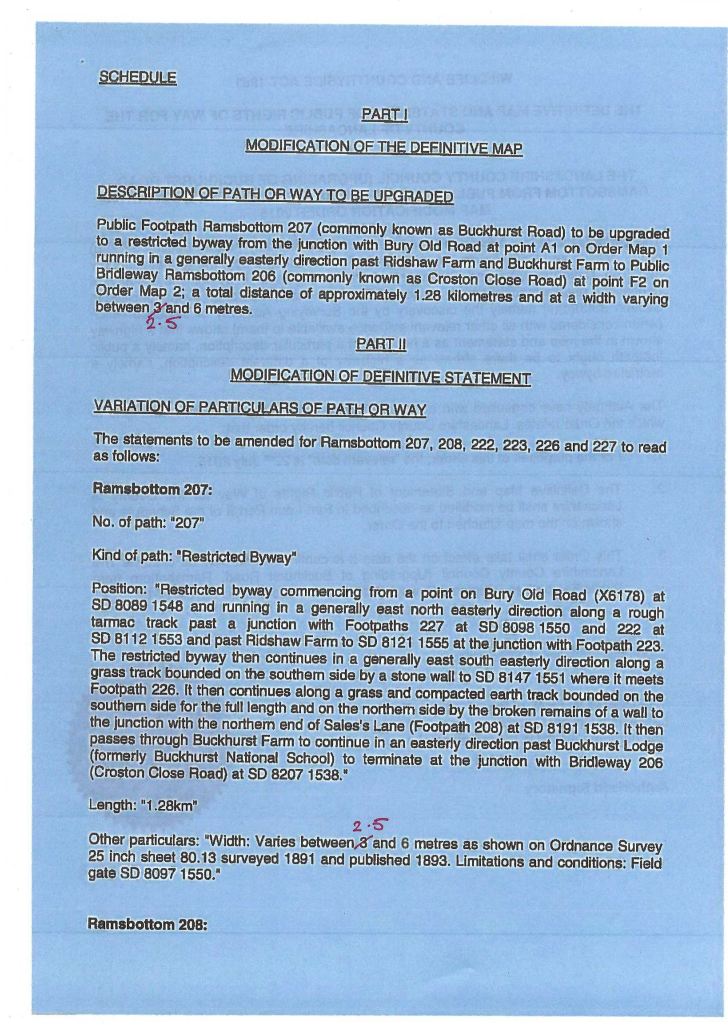 SCHEDULE
PART I
MODIFICATION OF THE DEFINITIVE MAP
DESCRIPTION OF PATH OR WAY TO BE UPGRADED
Public Footpath Ramsbottom 207 (commonly known as Buckhurst Road) to be upgraded
to a restricted byway from the junction with Bury Old Road at point A1 on Order Map 1
running in a generally easterly direction past Ridshaw Farm and Buckhurst Farm to Public
Bridleway Ramsbottom 206 (commonly known as Croston Close Road) at point F2 on
Order Map 2; a total distance of approximately 1.28 kilometres and at a width varying
between 3 and 6 metres.
2.5
PART II
MODIFICATION OF DEFINITIVE STATEMENT
VARIATION OF PARTICULARS OF PATH OR WAY
The statements to be amended for Ramsbottom 207, 208, 222, 223, 226 and 227 to read
as follows:
Ramsbottom 207:
No. of path: "207"
Kind of path: "Restricted Byway"
Position: "Restricted byway commencing from a point on Bury Old Road (X6178) at
SD 8089 1548 and running in a generally east north easterly direction along a rough
tarmac track past a junction with Footpaths 227 at SD 8098 1550 and 222 at
SD 8112 1553 and past Ridshaw Farm to SD 8121 1555 at the junction with Footpath 223.
The restricted byway then continues in a generally east south easterly direction along a
grass track bounded on the southern side by a stone wall to SD 8147 1551 where it meets
Footpath 226. It then continues along a grass and compacted earth track bounded on the
southern side for the full length and on the northern side by the broken remains of a wall to
the junction with the northern end of Sales's Lane (Footpath 208) at SD 8191 1538. It then
passes through Buckhurst Farm to continue in an easterly direction past Buckhurst Lodge
(formerly Buckhurst National School) to terminate at the junction with Bridleway 206
(Croston Close Road) at SD 8207 1538."
Length: "1.28km"
2.5
Other particulars: "Width: Varies between 3 and 6 metres as shown on Ordnance Survey
25 inch sheet 80.13 surveyed 1891 and published 1893. Limitations and conditions: Field
gate SD 8097 1550."
Ramsbottom 208: